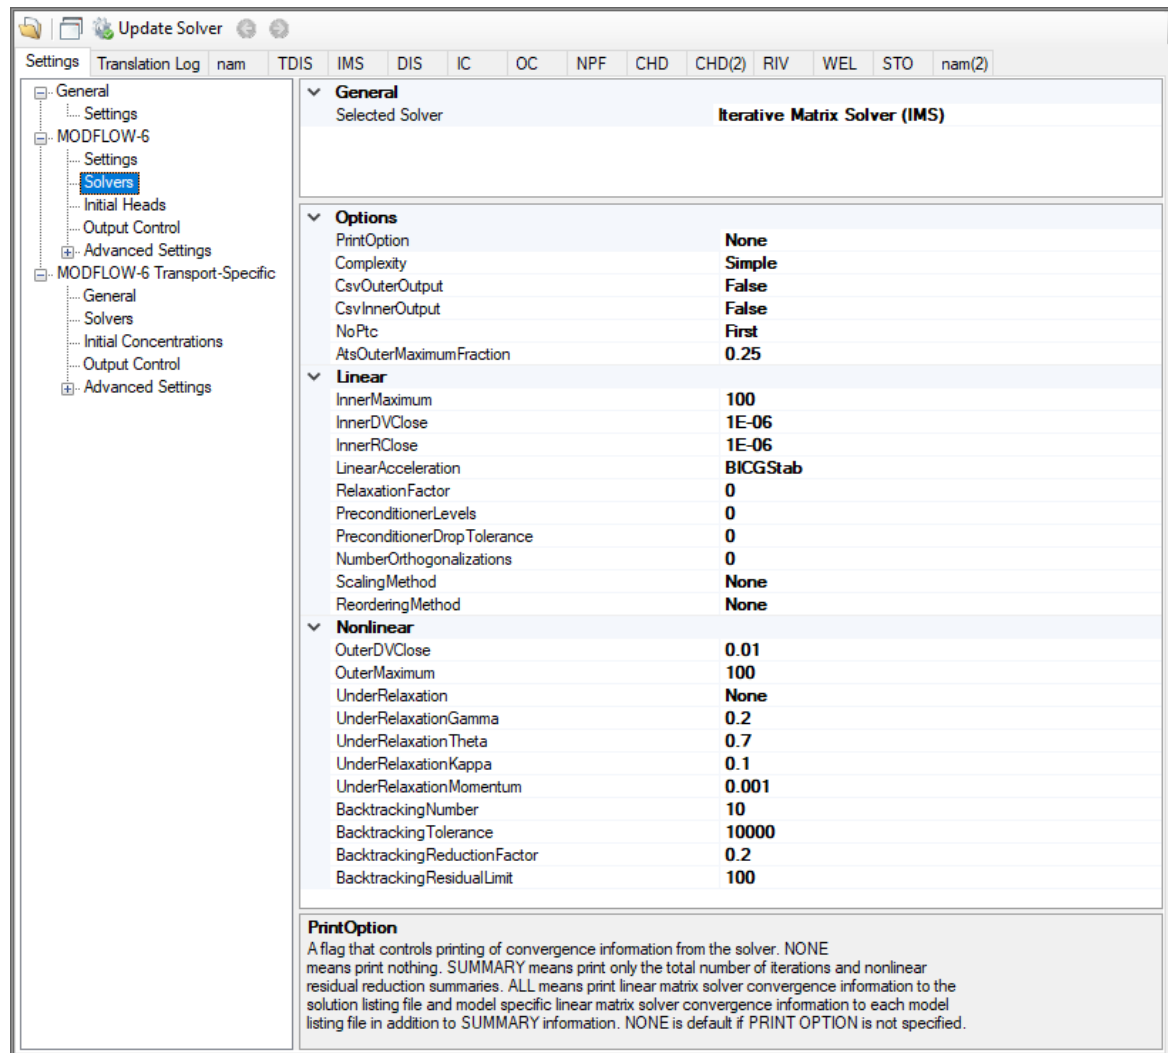 Update Solver
Settings Translation Log nam TDIS IMS DIS IC OC NPF CHD CHD(2) RIV WEL STO nam(2)
General
Settings
MODFLOW-6
Settings
Solvers
Initial Heads
Output Control
Advanced Settings
MODFLOW-6 Transport-Specific
General
Solvers
Initial Concentrations
Output Control
Advanced Settings
General
Selected Solver Iterative Matrix Solver (IMS)
Options
PrintOption None
Complexity Simple
CsvOuterOutput False
CsvInnerOutput False
NoPtc First
AtsOuterMaximumFraction 0.25
Linear
InnerMaximum 100
InnerDVClose 1E-06
InnerRClose 1E-06
LinearAcceleration BICGStab
RelaxationFactor 0
PreconditionerLevels 0
PreconditionerDropTolerance 0
NumberOrthogonalizations 0
ScalingMethod None
ReorderingMethod None
Nonlinear
OuterDVClose 0.01
OuterMaximum 100
UnderRelaxation None
UnderRelaxationGamma 0.2
UnderRelaxationTheta 0.7
UnderRelaxationKappa 0.1
UnderRelaxationMomentum 0.001
BacktrackingNumber 10
BacktrackingTolerance 10000
BacktrackingReductionFactor 0.2
BacktrackingResidualLimit 100
PrintOption
A flag that controls printing of convergence information from the solver. NONE
means print nothing. SUMMARY means print only the total number of iterations and nonlinear
residual reduction summaries. ALL means print linear matrix solver convergence information to the
solution listing file and model specific linear matrix solver convergence information to each model
listing file in addition to SUMMARY information. NONE is default if PRINT OPTION is not specified.